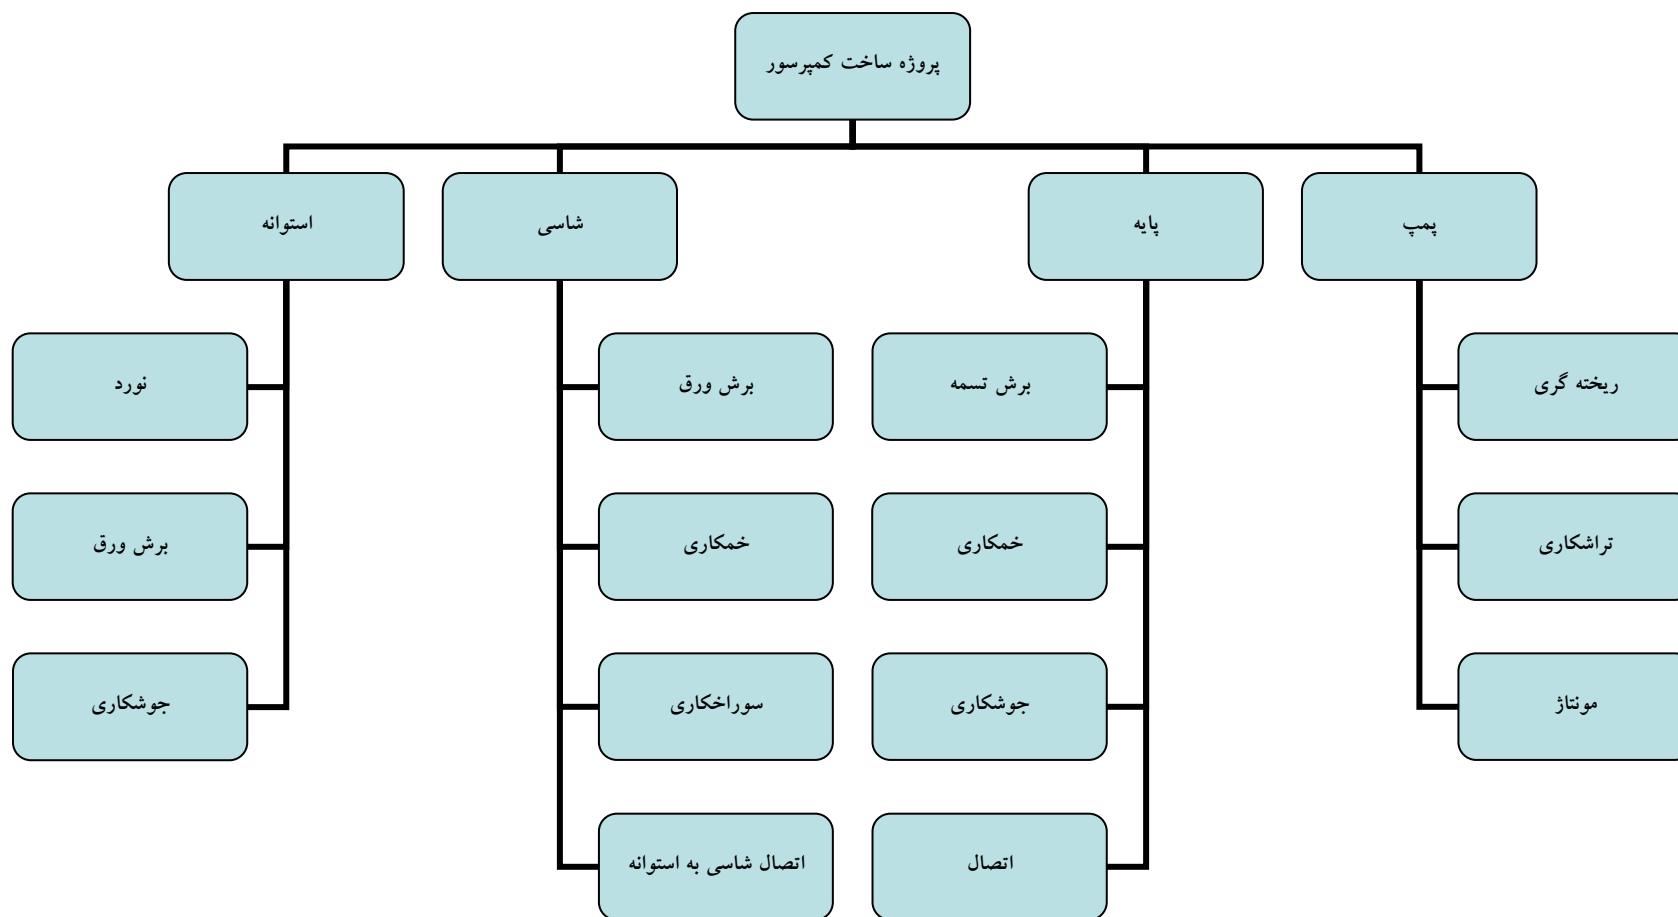 پروژه ساخت کمپرسور
پمپ
پایه
شاسی
استوانه
ریخته گری
برش تسمه
برش ورق
نورد
تراشکاری
خمکاری
خمکاری
برش ورق
مونتاژ
جوشکاری
سوراخکاری
جوشکاری
اتصال
اتصال شاسی به استوانه